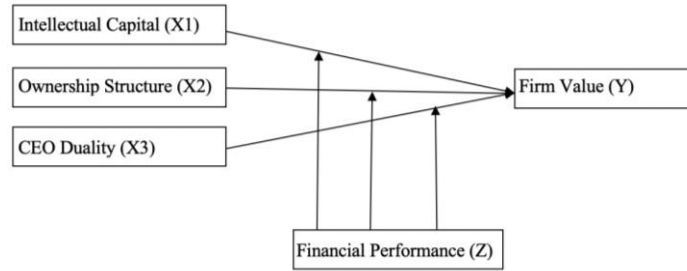 Intellectual Capital (X1)
Ownership Structure (X2)
Firm Value (Y)
CEO Duality (X3)
Financial Performance (Z)